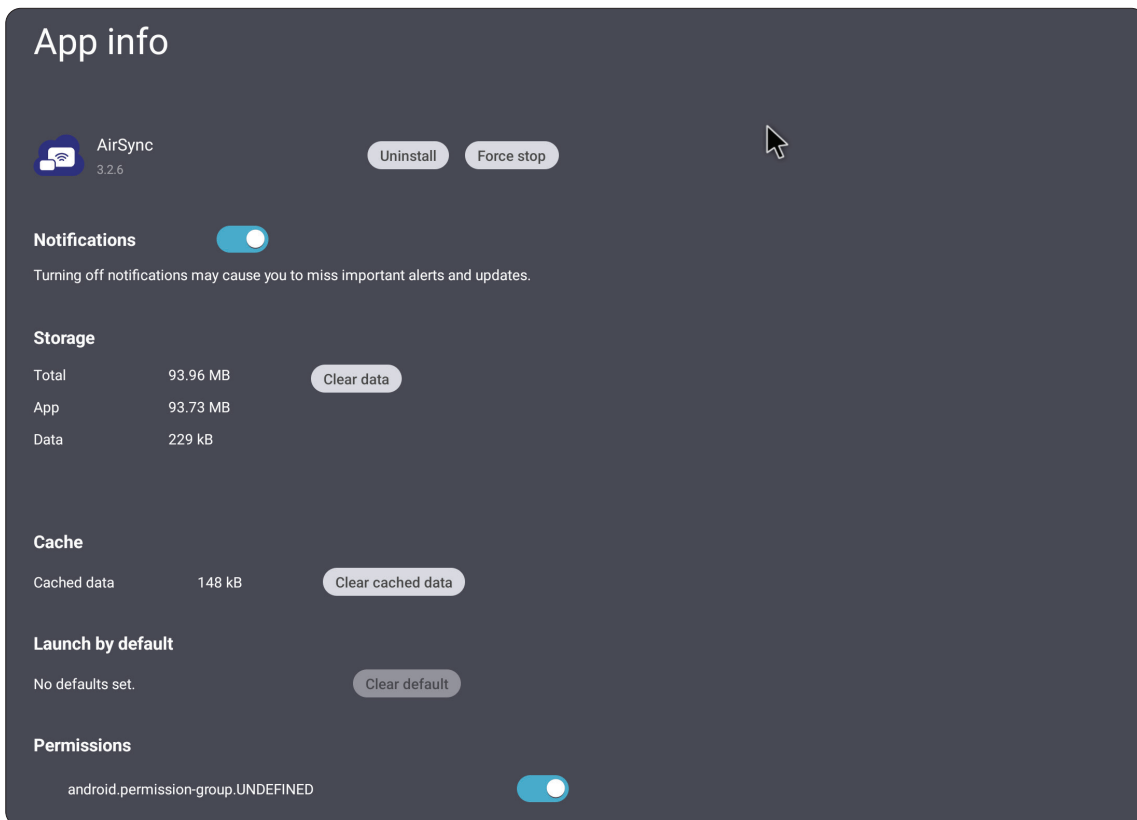 App info
AirSync
3.2.6
Uninstall
Force stop
Notifications
Turning off notifications may cause you to miss important alerts and updates.
Storage
Total 93.96 MB Clear data
App 93.73 MB
Data 229 kB
Cache
Cached data 148 kB Clear cached data
Launch by default
No defaults set. Clear default
Permissions
android.permission-group.UNDEFINED